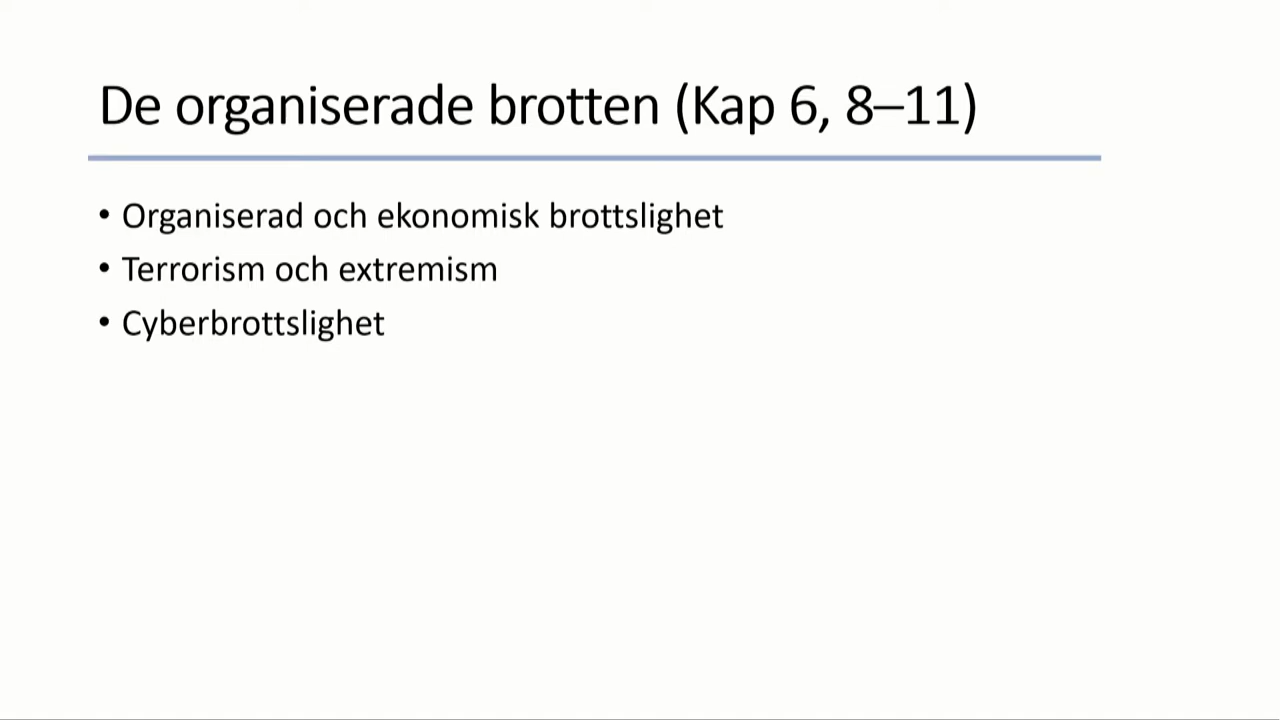 De organiserade brotten (Kap 6, 8–11)
• Organiserad och ekonomisk brottslighet
• Terrorism och extremism
• Cyberbrottslighet